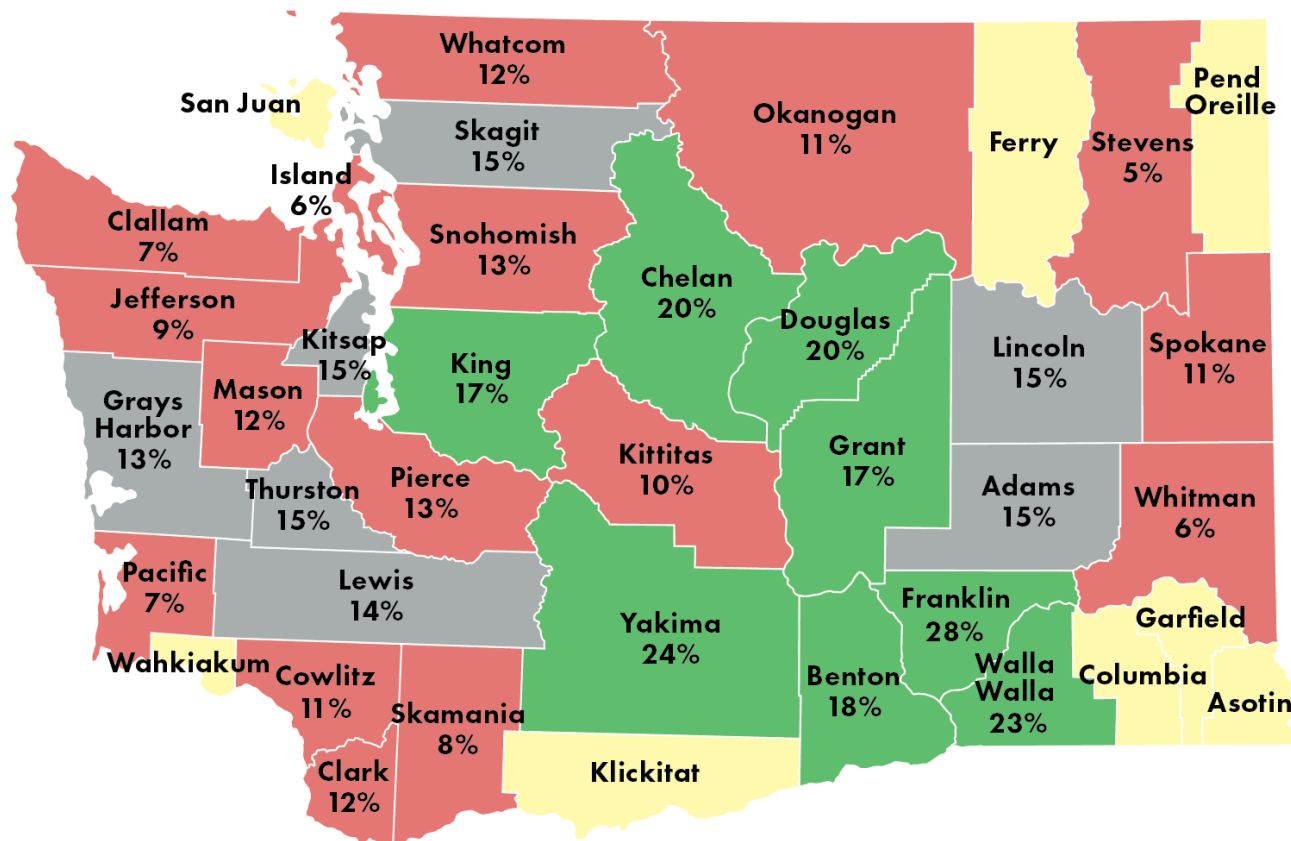 Whatcom
12%
San Juan
Skagit
15%
Okanogan
11%
Ferry
Stevens
5%
Pend
Oreille
Island
6%
Clallam
7%
Snohomish
13%
Chelan
20%
Jefferson
9%
Kitsap
15%
King
17%
Douglas
20%
Lincoln
15%
Spokane
11%
Grays
Harbor
13%
Mason
12%
Pierce
13%
Kittitas
10%
Grant
17%
Thurston
15%
Adams
15%
Whitman
6%
Pacific
7%
Lewis
14%
Yakima
24%
Franklin
28%
Garfield
Wahkiakum
Cowlitz
11%
Skamania
8%
Benton
18%
Walla
Walla
23%
Columbia
Asotin
Clark
12%
Klickitat